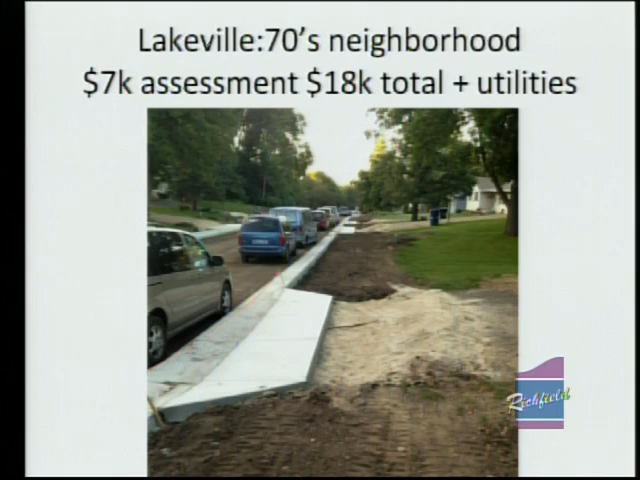 Lakeville:70's neighborhood
$7k assessment $18k total + utilities
Richfield